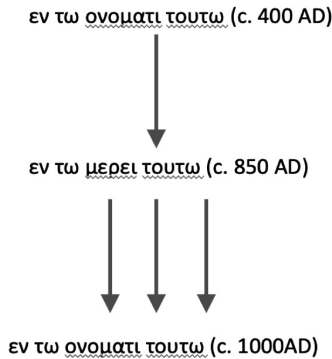 εν τω ονοματι τουτω (c. 400 AD)
εν τω μερει τουτω (c. 850 AD)
εν τω ονοματι τουτω (c. 1000AD)